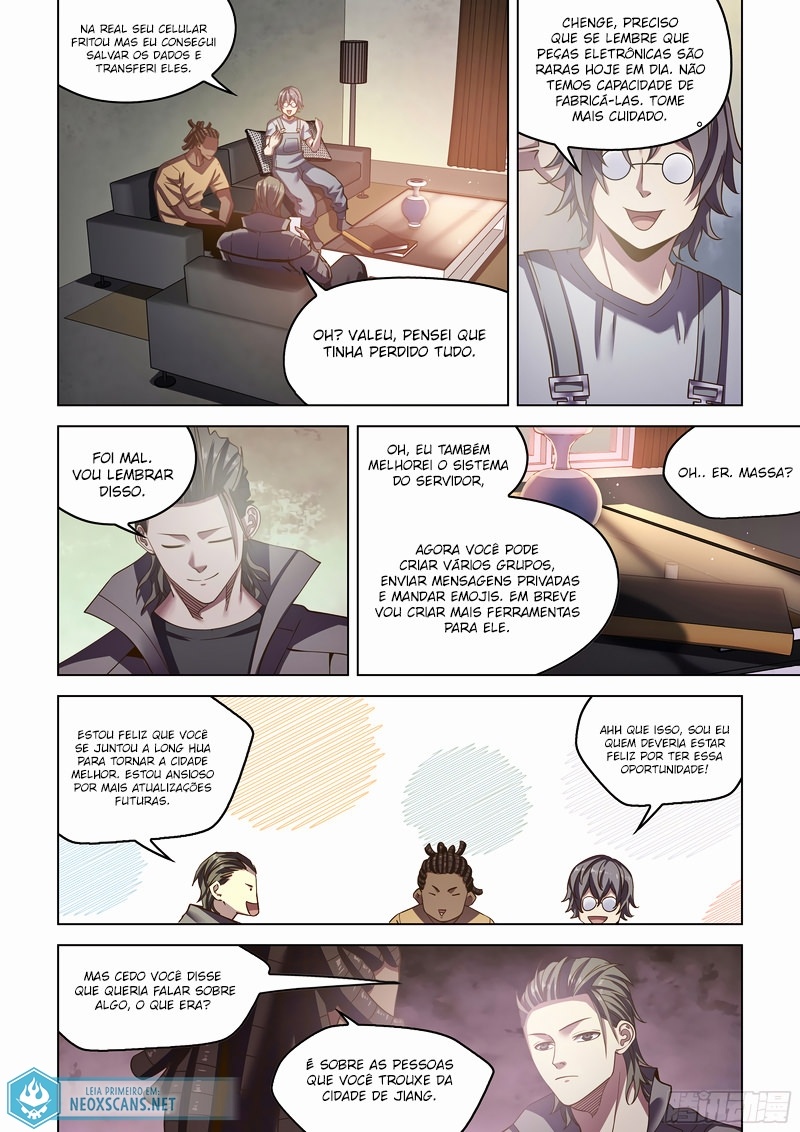 NA REAL SEU CELULAR
FRITOU MAS EU CONSEGUI
SALVAR OS DADOS E
TRANSFERI ELES.
OH? VALEU, PENSEI QUE
TINHA PERDIDO TUDO.
CHENGE, PRECISO
QUE SE LEMBRE QUE
PEÇAS ELETRÔNICAS SÃO
RARAS HOJE EM DIA. NÃO
TEMOS CAPACIDADE DE
FABRICÁ-LAS. TOME
MAIS CUIDADO.
FOI MAL.
VOU LEMBRAR
DISSO.
OH, EU TAMBÉM
MELHOREI O SISTEMA
DO SERVIDOR,
AGORA VOCÊ PODE
CRIAR VÁRIOS GRUPOS,
ENVIAR MENSAGENS PRIVADAS
E MANDAR EMOJIS. EM BREVE
VOU CRIAR MAIS FERRAMENTAS
PARA ELE.
OH.. ER. MASSA?
ESTOU FELIZ QUE VOCÊ
SE JUNTOU A LONG HUA
PARA TORNAR A CIDADE
MELHOR. ESTOU ANSIOSO
POR MAIS ATUALIZAÇÕES
FUTURAS.
AHH QUE ISSO, SOU EU
QUEM DEVERIA ESTAR
FELIZ POR TER ESSA
OPORTUNIDADE!
MAS CEDO VOCÊ DISSE
QUE QUERIA FALAR SOBRE
ALGO, O QUE ERA?
É SOBRE AS PESSOAS
QUE VOCÊ TROUXE DA
CIDADE DE JIANG.
LEIA PRIMEIRO EM:
NEOXSCANS.NET
腾讯动漫